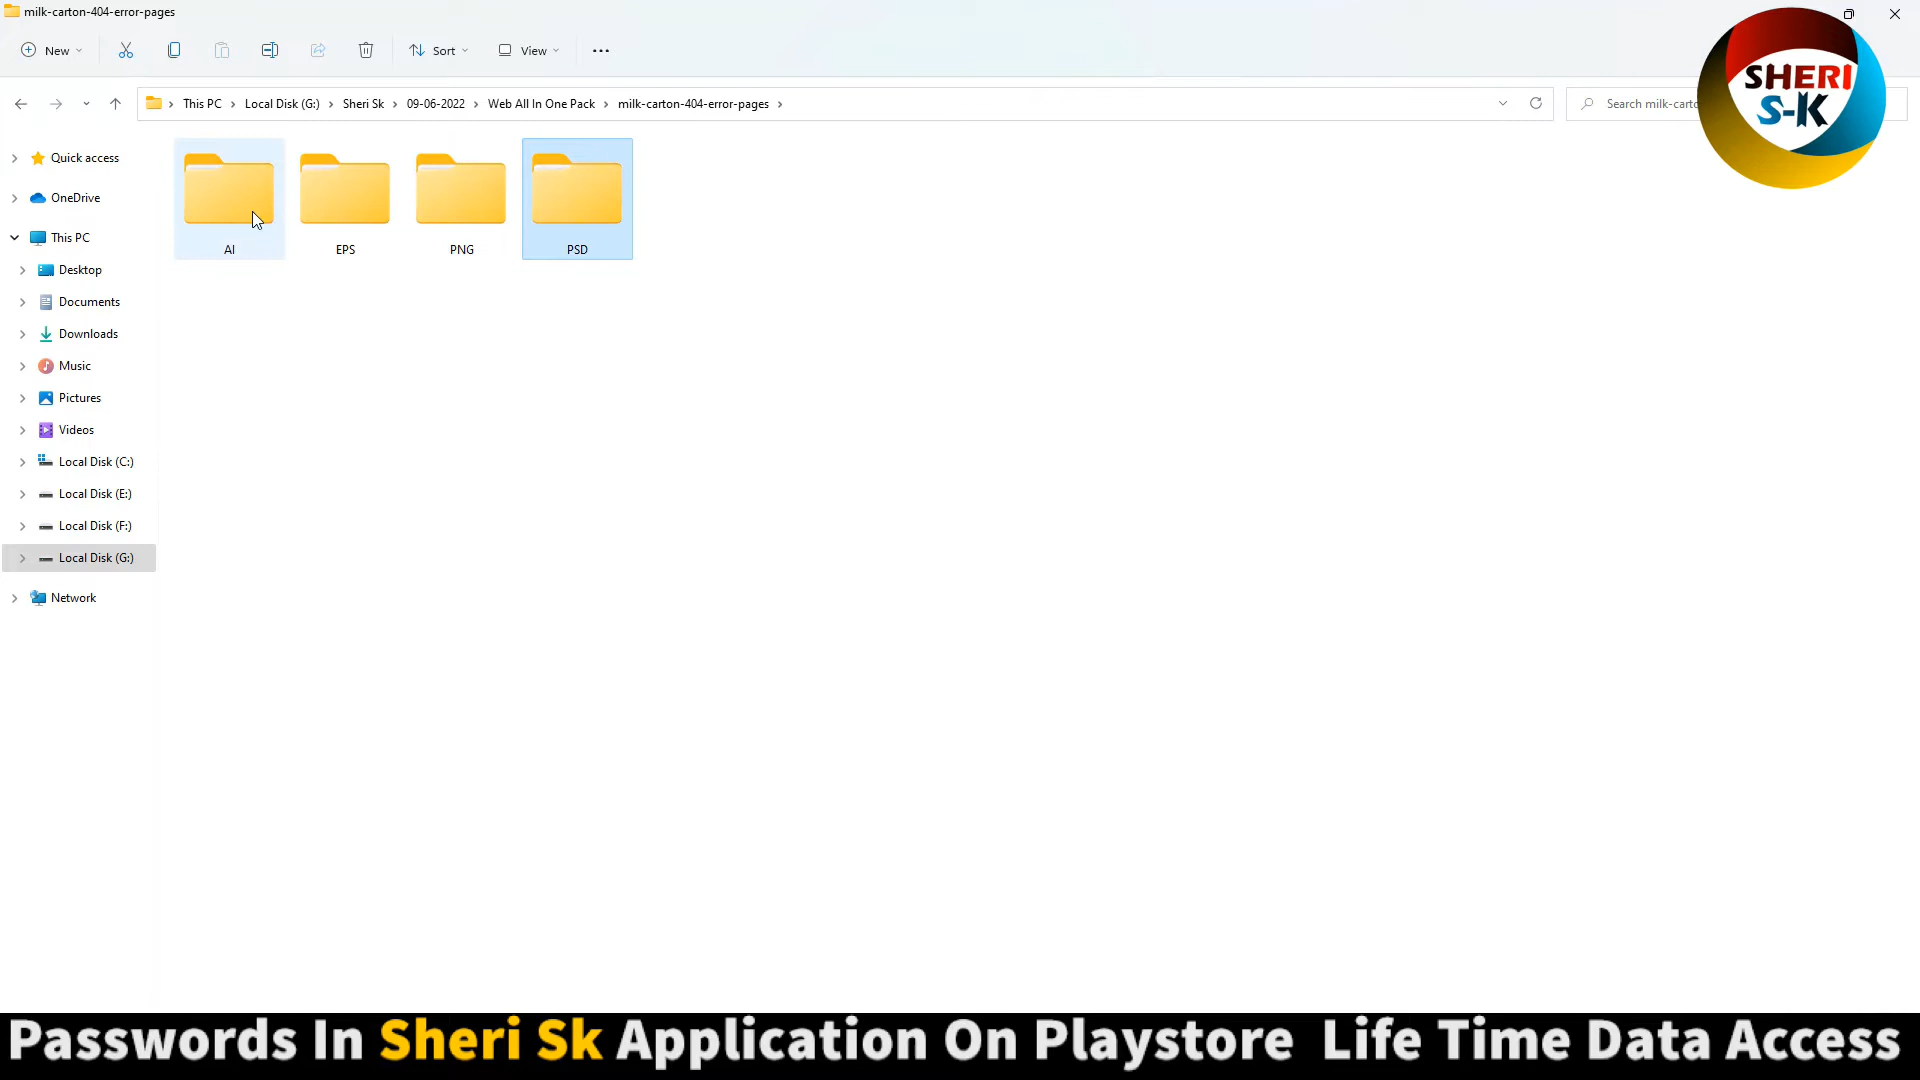 milk-carton-404-error-pages
New
Sort
View
This PC
Local Disk (G:)
Sheri Sk
09-06-2022
Web All In One Pack
milk-carton-404-error-pages
Search milk-carto
SHERI
S-K
Quick access
OneDrive
This PC
Desktop
Documents
Downloads
Music
Pictures
Videos
Local Disk (C:)
Local Disk (E:)
Local Disk (F:)
Local Disk (G:)
Network
AI
EPS
PNG
PSD
Passwords In Sheri Sk Application On Playstore Life Time Data Access